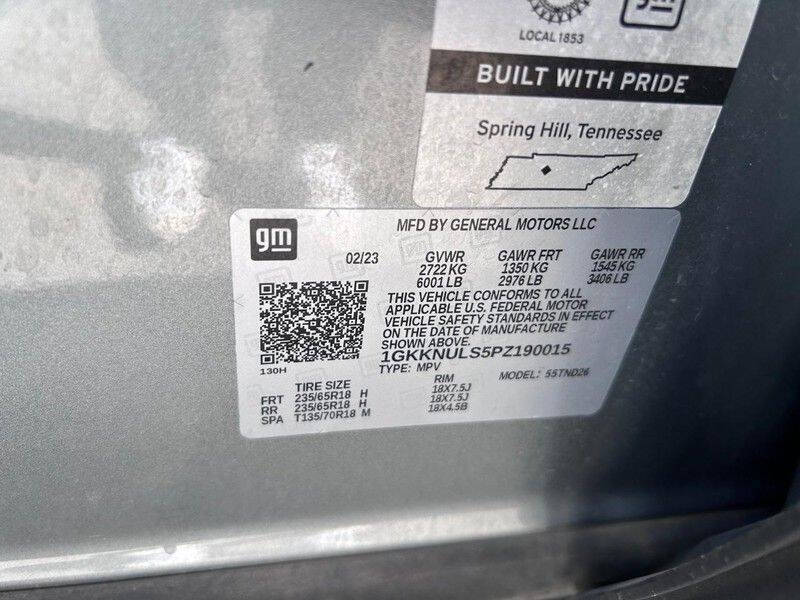 LOCAL 1853
gm
BUILT WITH PRIDE
Spring Hill, Tennessee
gm
MFD BY GENERAL MOTORS LLC
02/23 GVWR GAWR FRT GAWR RR
2722 KG 1350 KG 1545 KG
6001 LB 2976 LB 3406 LB
THIS VEHICLE CONFORMS TO ALL
APPLICABLE U.S. FEDERAL MOTOR
VEHICLE SAFETY STANDARDS IN EFFECT
ON THE DATE OF MANUFACTURE
SHOWN ABOVE.
1GKKNULS5PZ190015
130H
TYPE: MPV MODEL: 55TND26
TIRE SIZE RIM
FRT 235/65R18 H 18X7.5J
RR 235/65R18 H 18X7.5J
SPA T135/70R18 M 18X4.5B